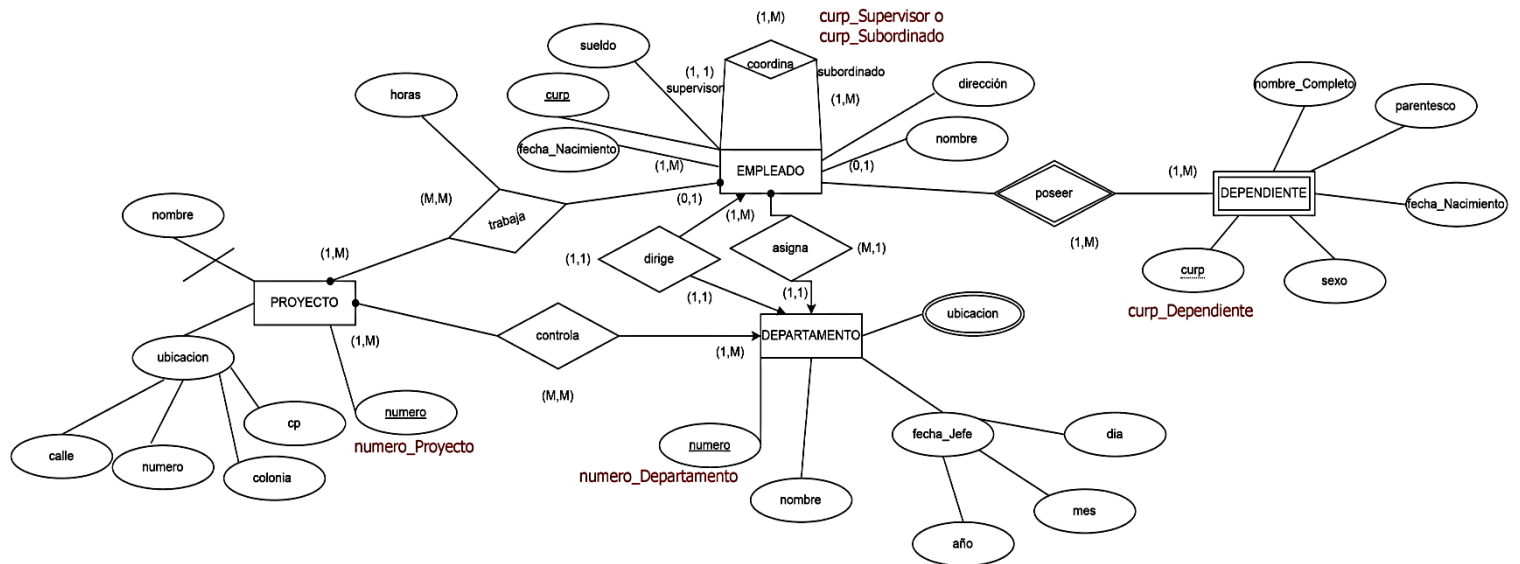 (1,M)
curp_Supervisor o
curp_Subordinado
sueldo
coordina
(1, 1)
supervisor
subordinado
(1,M)
nombre_Completo
dirección
parentesco
horas
curp
fecha_Nacimiento
nombre
(1,M)
EMPLEADO
(0,1)
(1,M)
DEPENDIENTE
poseer
fecha_Nacimiento
(M,M)
trabaja
(0,1)
(1,M)
nombre
(1,M)
(1,1)
dirige
asigna
(M,1)
(1,M)
curp
sexo
curp_Dependiente
PROYECTO
(1,1)
(1,1)
ubicacion
(1,M)
controla
(1,M)
DEPARTAMENTO
ubicacion
(M,M)
calle
numero
colonia
cp
numero
numero_Proyecto
numero
numero_Departamento
nombre
fecha_Jefe
dia
mes
año